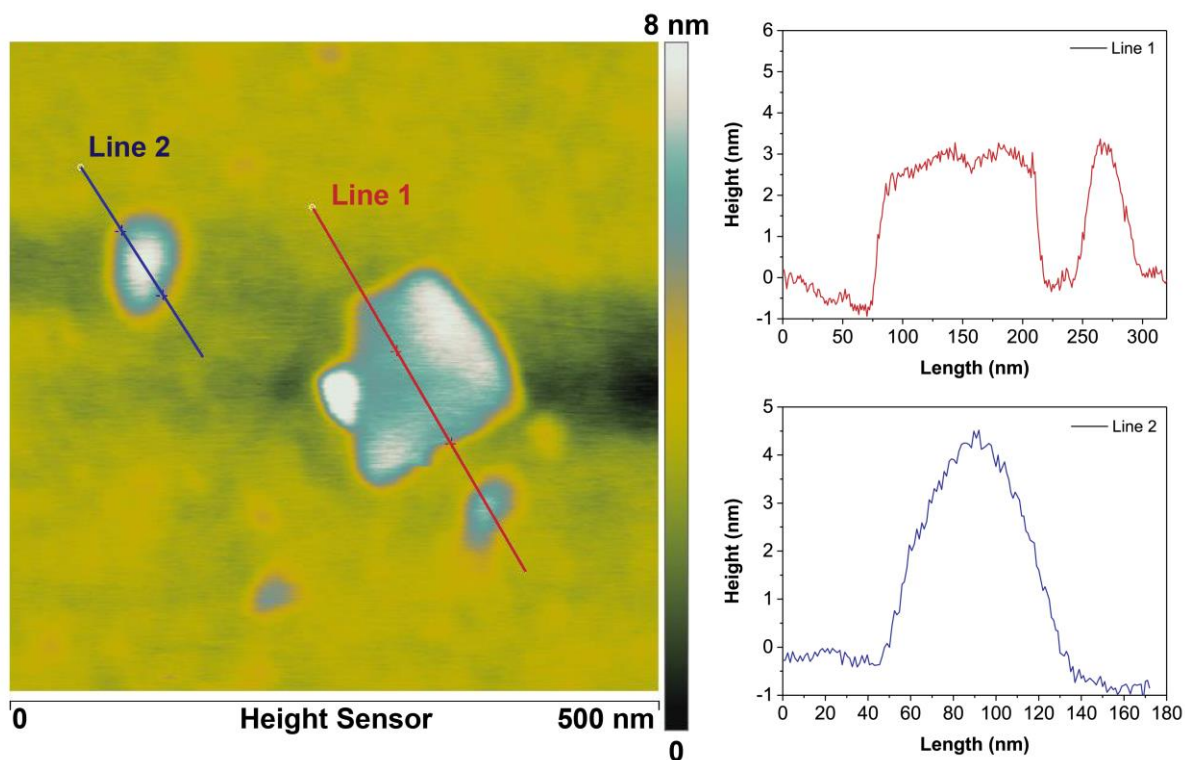 8 nm
Line 2
Line 1
0
Height Sensor
500 nm
0
6
5
4
3
2
1
0
-1
Height (nm)
Line 1
0 50 100 150 200 250 300
Length (nm)
5
4
3
2
1
0
-1
Height (nm)
Line 2
0 20 40 60 80 100 120 140 160 180
Length (nm)